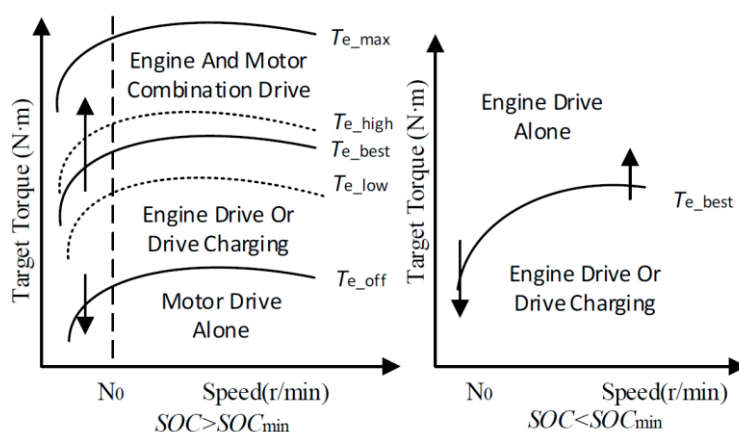 Target Torque (N·m)
Engine And Motor
Combination Drive
Te_max
Te_high
Te_best
Te_low
Engine Drive Or
Drive Charging
Te_off
Motor Drive
Alone
N0
Speed(r/min)
SOC>SOCmin
Target Torque (N·m)
Engine Drive
Alone
Te_best
Engine Drive Or
Drive Charging
N0
Speed(r/min)
SOC<SOCmin